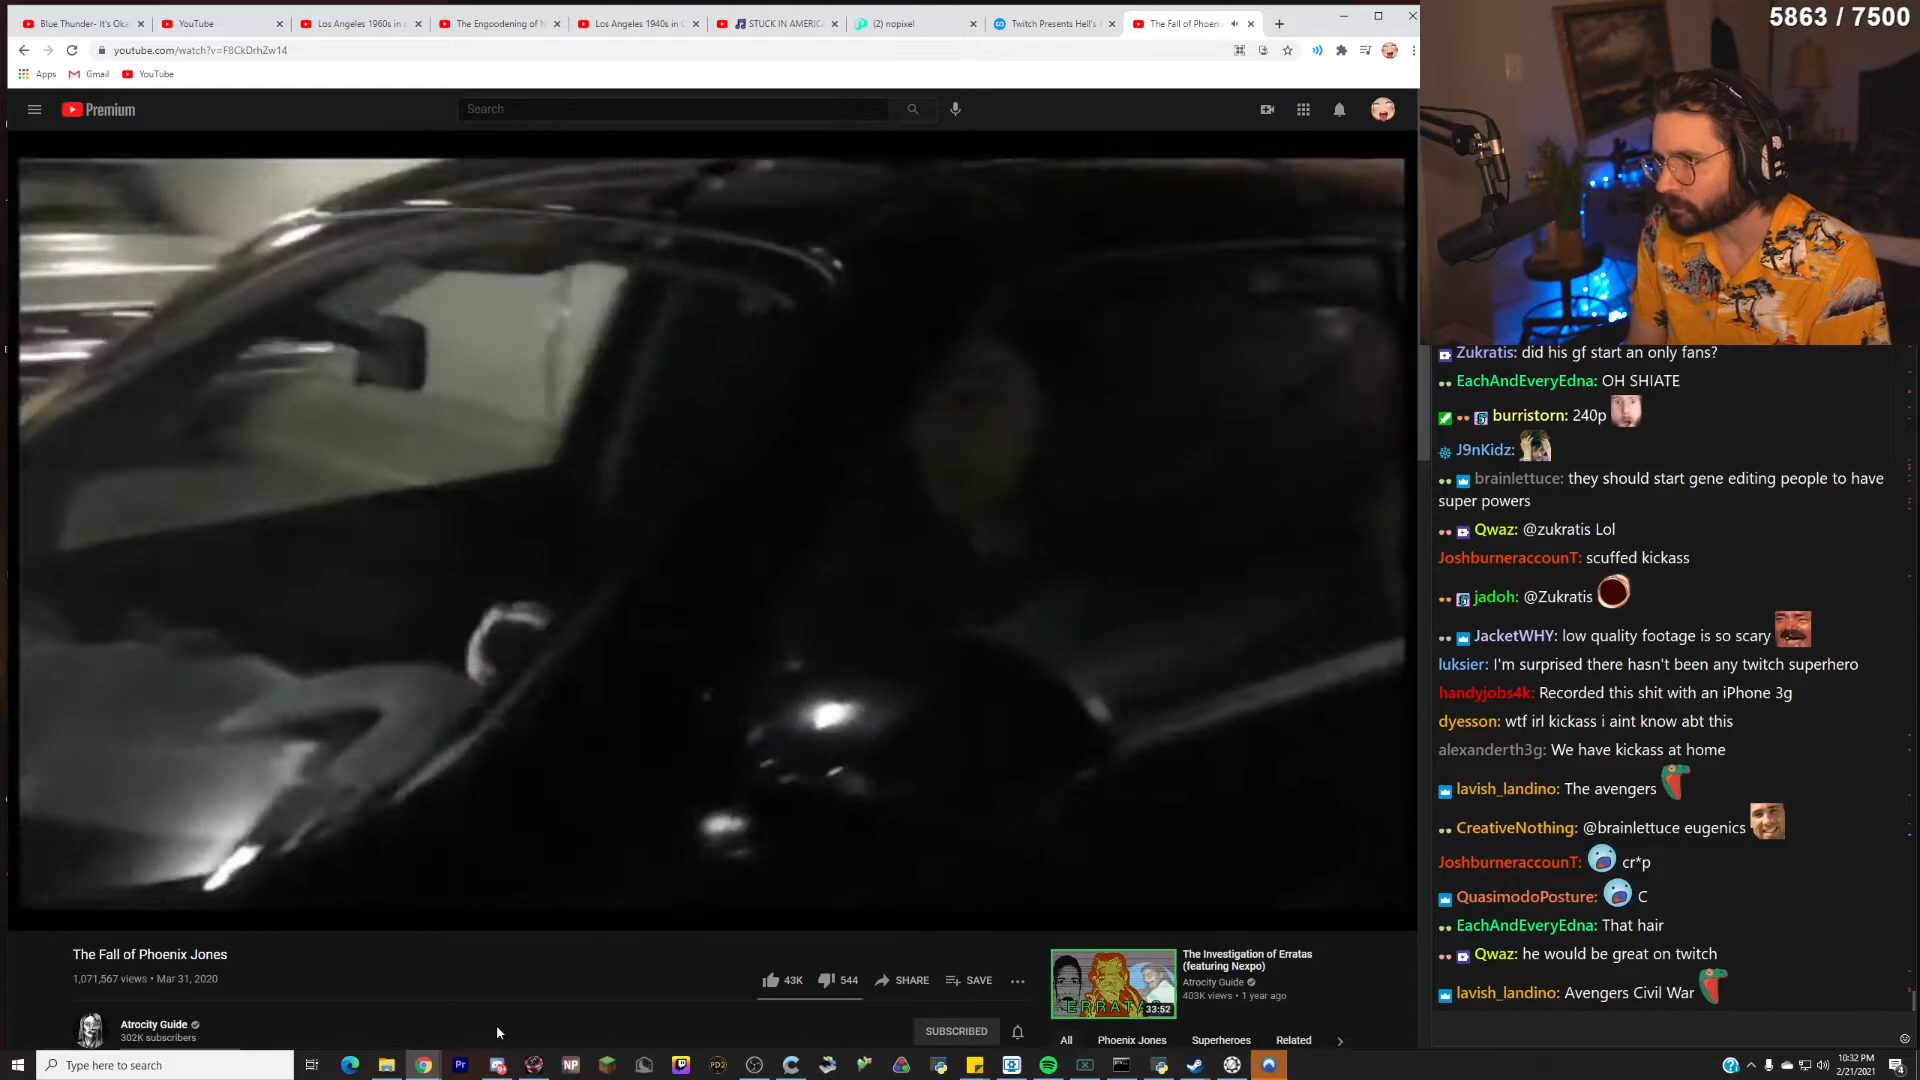 Blue Thunder- It's Oka
YouTube
Los Angeles 1960s in c
The Engoodening of N
Los Angeles 1940s in C
STUCK IN AMERICA
(2) nopixel
Twitch Presents Hell's
The Fall of Phoenix
5863 / 7500
youtube.com/watch?v=F8CkDrhZw14
Apps
Gmail
YouTube
Premium
Search
Zukratis: did his gf start an only fans?
EachAndEveryEdna: OH SHIATE
burristorn: 240p
J9nKidz:
brainlettuce: they should start gene editing people to have
super powers
Qwaz: @zukratis Lol
JoshburneraccounT: scuffed kickass
jadoh: @Zukratis
JacketWHY: low quality footage is so scary
luksier: I'm surprised there hasn't been any twitch superhero
handyjobs4k: Recorded this shit with an iPhone 3g
dyesson: wtf irl kickass i aint know abt this
alexanderth3g: We have kickass at home
lavish_landino: The avengers
CreativeNothing: @brainlettuce eugenics
JoshburneraccounT: cr*p
QuasimodoPosture: C
EachAndEveryEdna: That hair
Qwaz: he would be great on twitch
lavish_landino: Avengers Civil War
The Fall of Phoenix Jones
1,071,567 views • Mar 31, 2020
43K
544
SHARE
SAVE
Atrocity Guide
302K subscribers
SUBSCRIBED
ERRATAS
33:52
The Investigation of Erratas
(featuring Nexpo)
Atrocity Guide
403K views • 1 year ago
All
Phoenix Jones
Superheroes
Related
Type here to search
Pr
NP
PD2
10:32 PM
2/21/2021